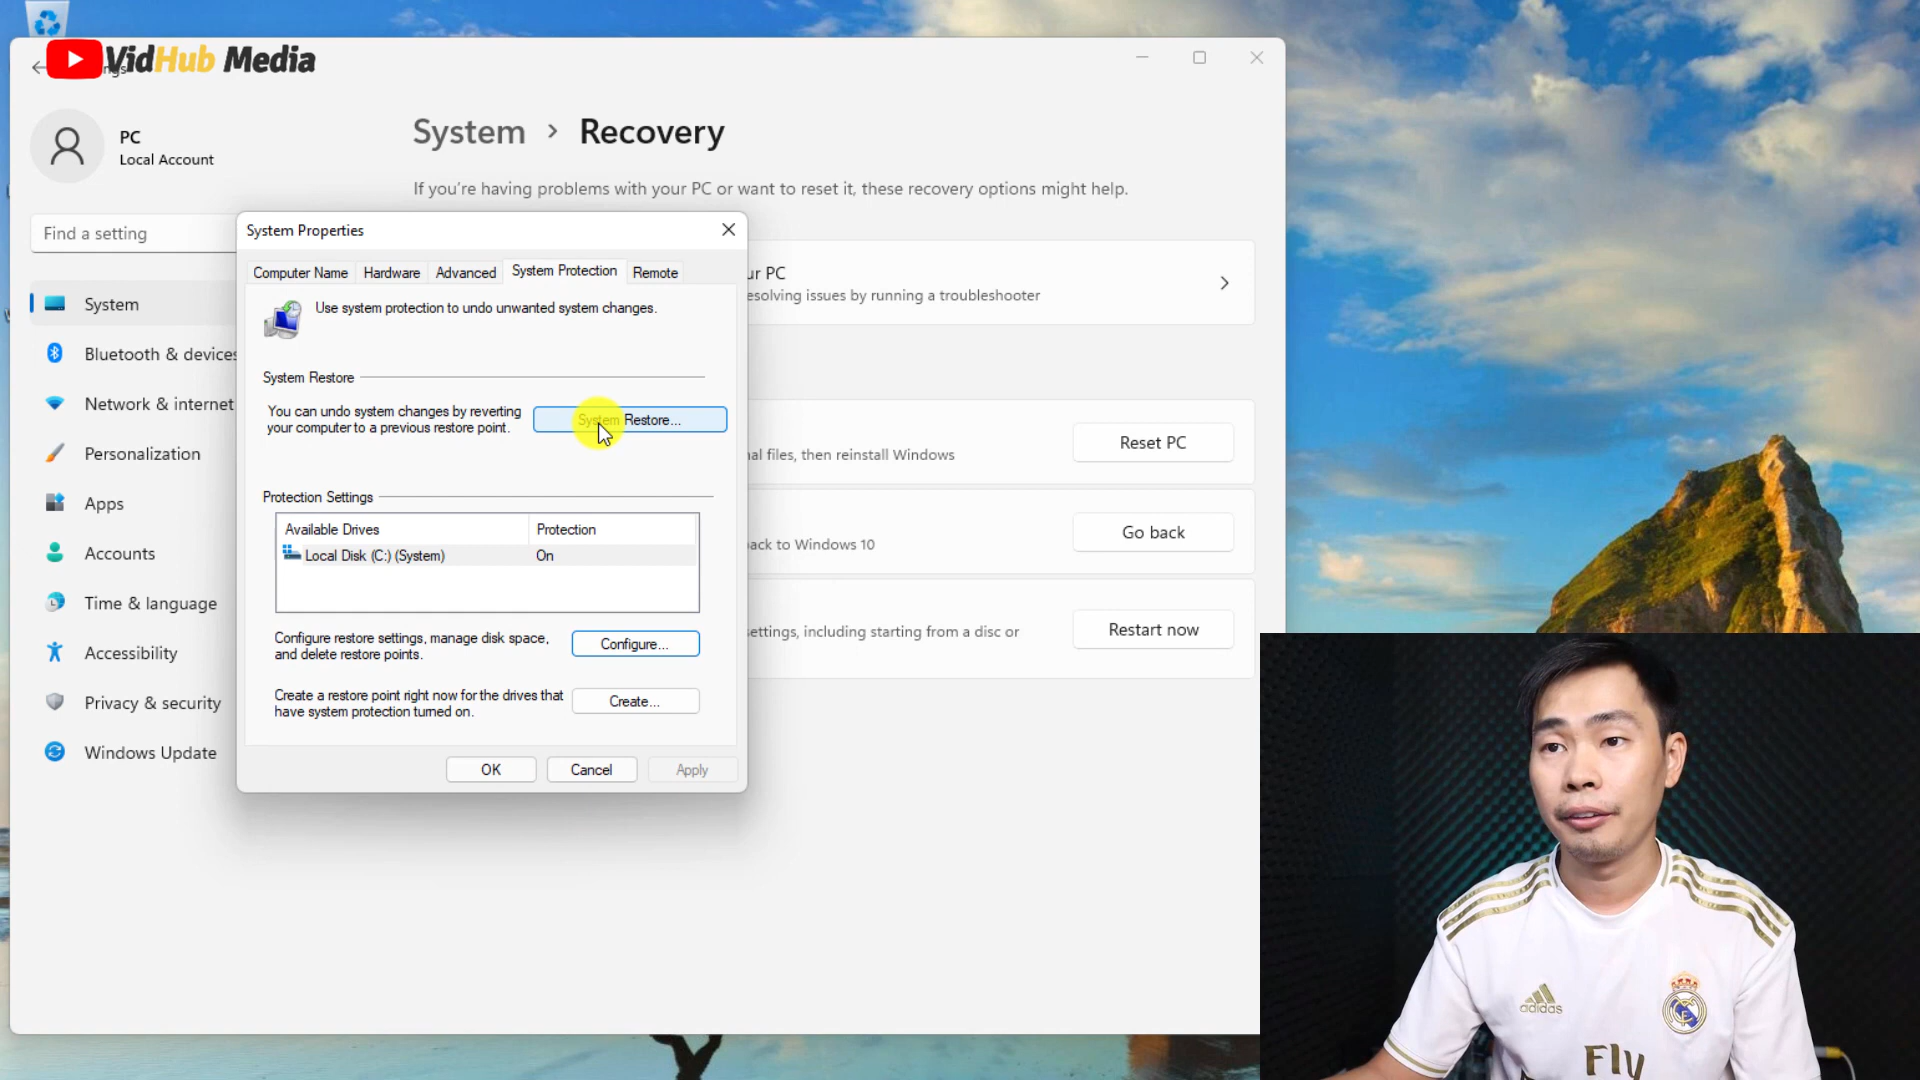 VidHub Media
PC
Local Account
Find a setting
System
Bluetooth & devices
Network & internet
Personalization
Apps
Accounts
Time & language
Accessibility
Privacy & security
Windows Update
System > Recovery
If you're having problems with your PC or want to reset it, these recovery options might help.
ur PC
esolving issues by running a troubleshooter
nal files, then reinstall Windows
Reset PC
ack to Windows 10
Go back
ettings, including starting from a disc or
Restart now
System Properties
Computer Name Hardware Advanced System Protection Remote
Use system protection to undo unwanted system changes.
System Restore
You can undo system changes by reverting
your computer to a previous restore point.
System Restore...
Protection Settings
Available Drives Protection
Local Disk (C:) (System) On
Configure restore settings, manage disk space,
and delete restore points.
Configure...
Create a restore point right now for the drives that
have system protection turned on.
Create...
OK Cancel Apply
adidas
Fly